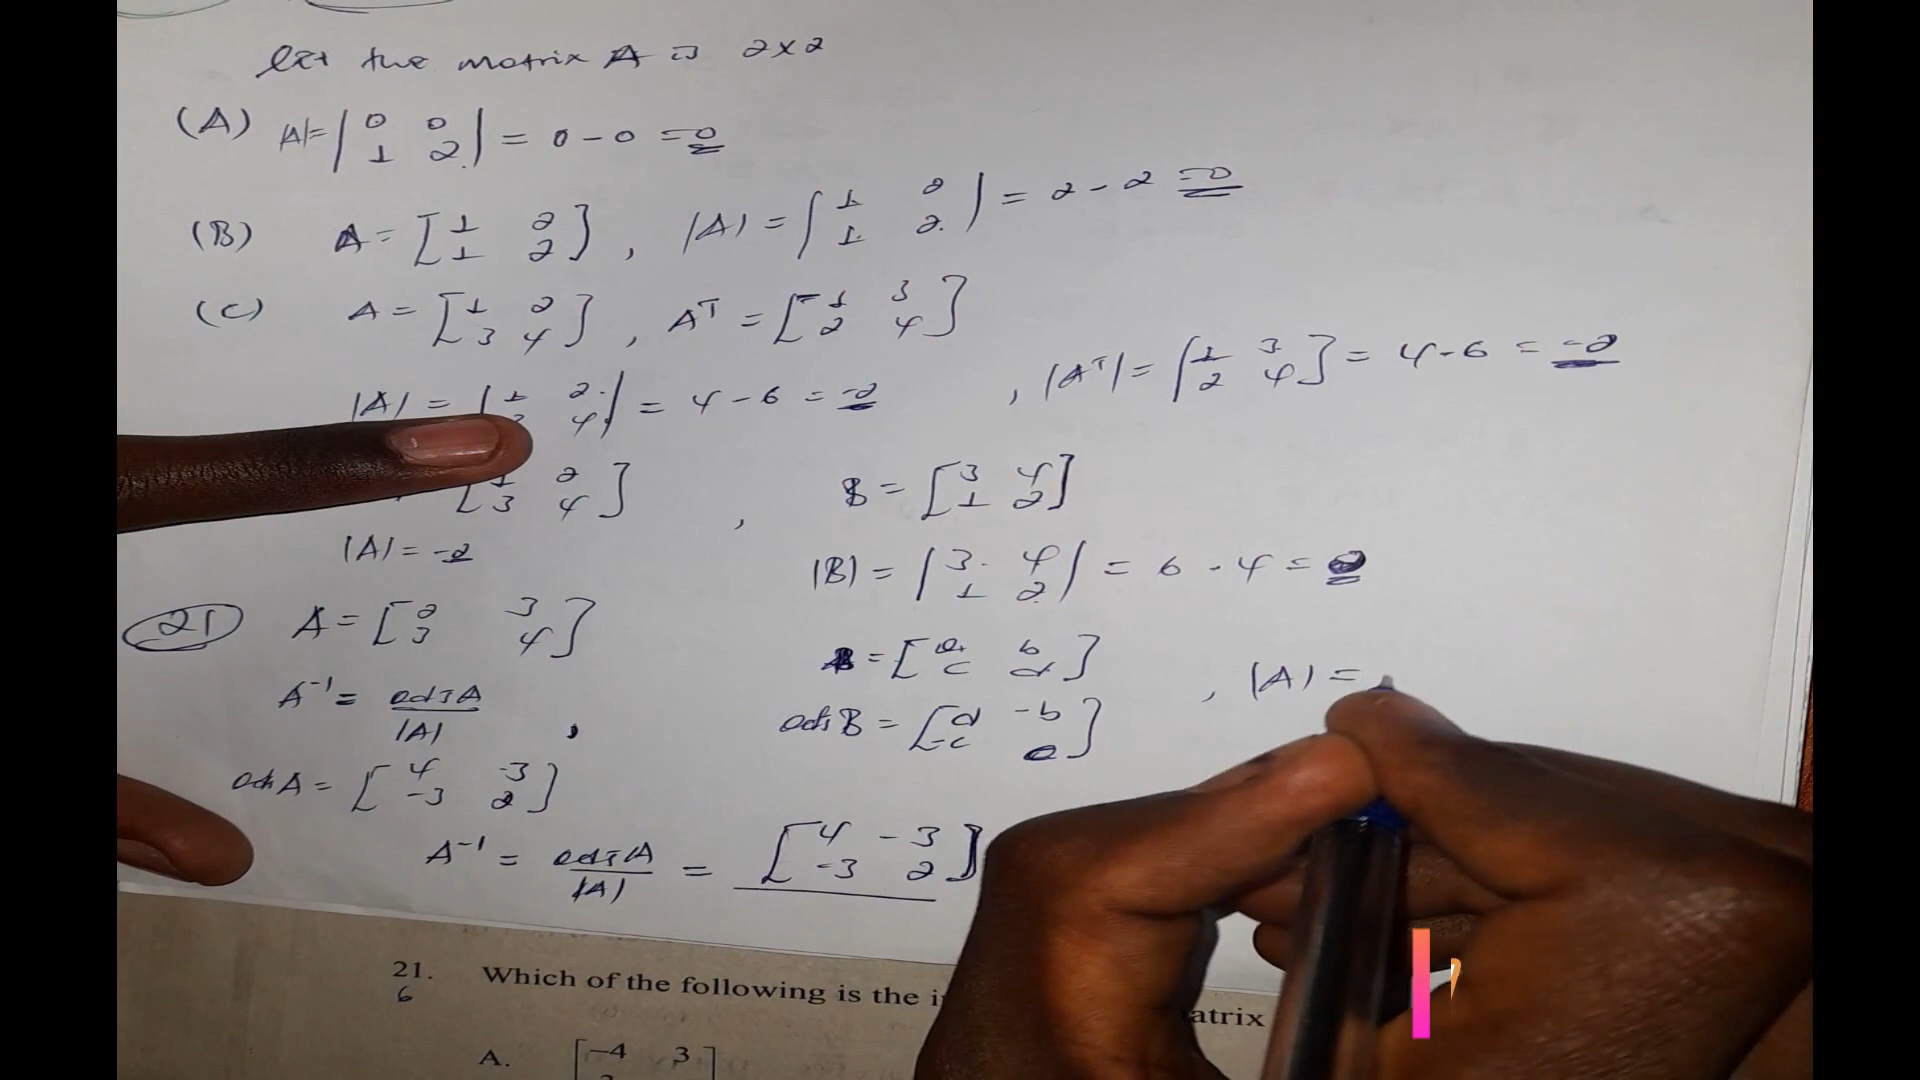 let the matrix A is 2x2
(A) |A|= | 0 0 | = 0 - 0 = 0
| 1 2 |
(B) A = [ 1 2 ] , |A| = | 1 2 | = 2 - 2 = 0
[ 1 2 ] | 1 2 |
(C) A = [ 1 2 ] , Aᵀ = [ 1 3 ]
[ 3 4 ] [ 2 4 ]
|A| = | 1 2 | = 4 - 6 = -2 , |Aᵀ| = [ 1 3 ] = 4 - 6 = -2
4 | [ 2 4 ]
[ 1 2 ] , B = [ 3 4 ]
[ 3 4 ] [ 1 2 ]
|A| = -2 |B| = | 3 4 | = 6 - 4 = 2
| 1 2 |
21 A = [ 2 3 ]
[ 3 4 ]
= [ a b ] , |A| =
[ c d ]
A⁻¹ = adjA
|A| ,
adjB = [ d -b ]
[ -c a ]
adjA = [ 4 -3 ]
[ -3 2 ]
A⁻¹ = adjA = [ 4 -3 ]
|A| [ -3 2 ]
21. Which of the following is the
6
atrix
A. [ -4 3 ]